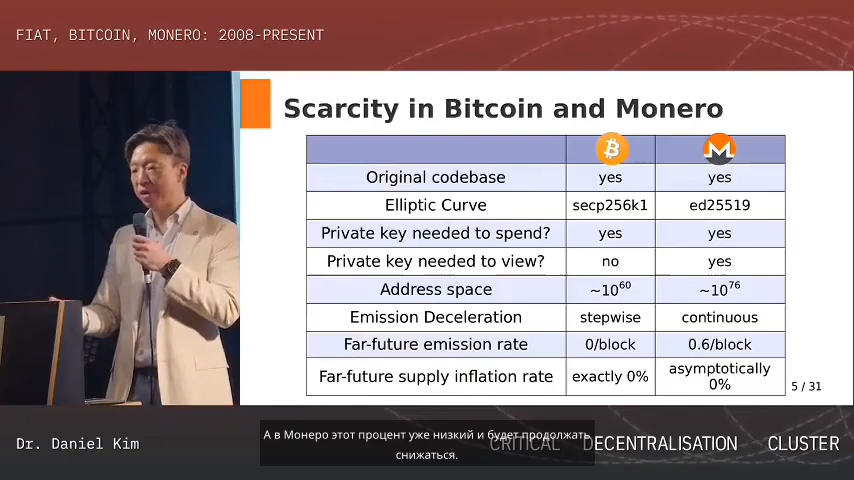 FIAT, BITCOIN, MONERO: 2008-PRESENT
Scarcity in Bitcoin and Monero
Original codebase yes yes
Elliptic Curve secp256k1 ed25519
Private key needed to spend? yes yes
Private key needed to view? no yes
Address space ~10⁶⁰ ~10⁷⁶
Emission Deceleration stepwise continuous
Far-future emission rate 0/block 0.6/block
Far-future supply inflation rate exactly 0% asymptotically
0%
5 / 31
Dr. Daniel Kim
А в Монеро этот процент уже низкий и будет продолжать
снижаться.
CRITICAL DECENTRALISATION CLUSTER